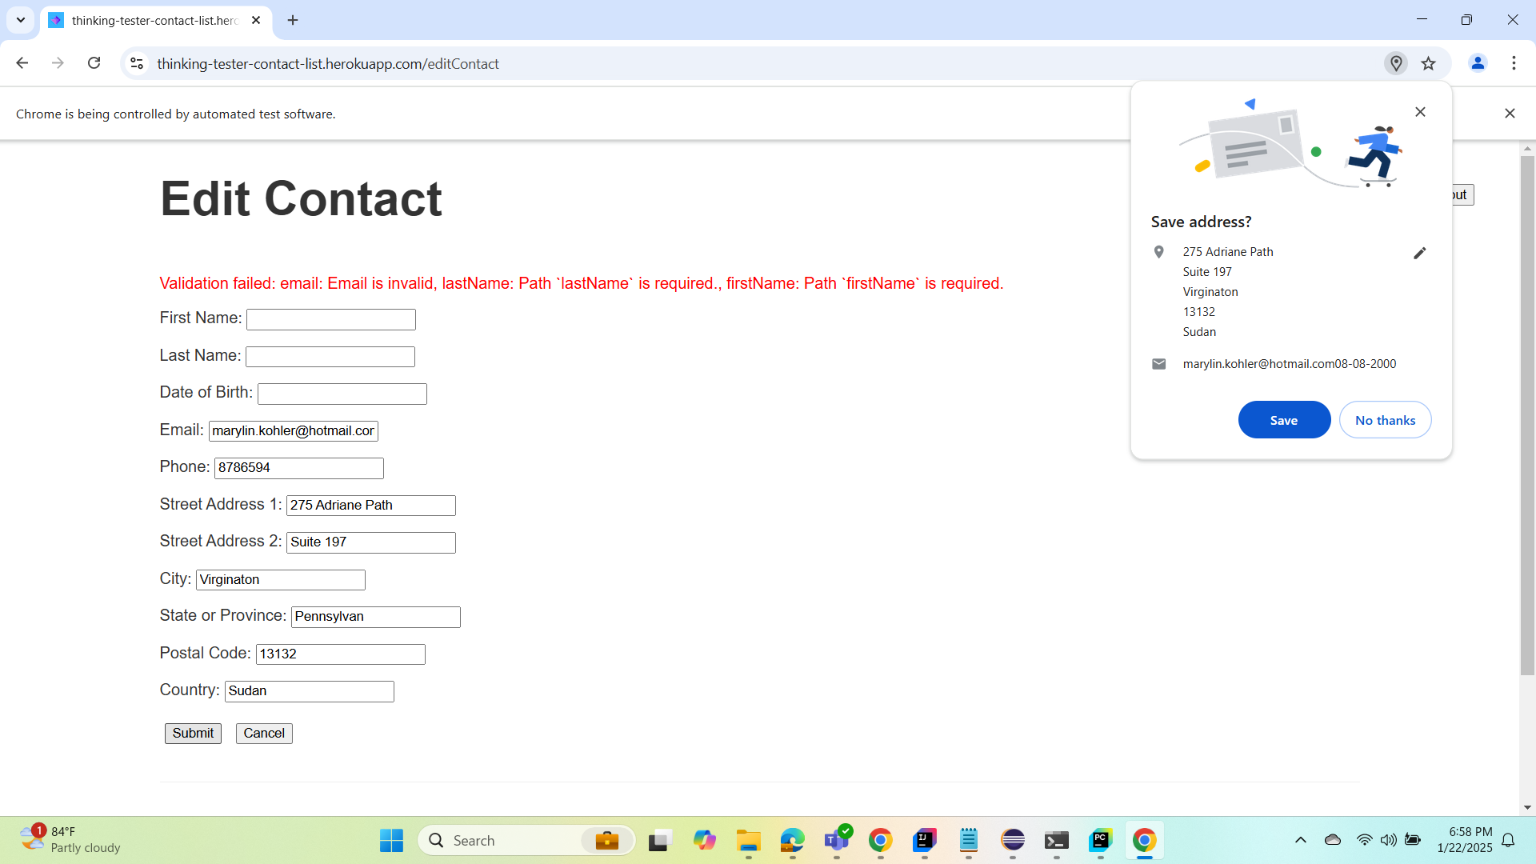 thinking-tester-contact-list.herc
thinking-tester-contact-list.herokuapp.com/editContact
Chrome is being controlled by automated test software.
Edit Contact
out
Validation failed: email: Email is invalid, lastName: Path `lastName` is required., firstName: Path `firstName` is required.
First Name:
Last Name:
Date of Birth:
Email: marylin.kohler@hotmail.cor
Phone: 8786594
Street Address 1: 275 Adriane Path
Street Address 2: Suite 197
City: Virginaton
State or Province: Pennsylvan
Postal Code: 13132
Country: Sudan
Submit Cancel
Save address?
275 Adriane Path
Suite 197
Virginaton
13132
Sudan
marylin.kohler@hotmail.com08-08-2000
Save No thanks
1
84°F
Partly cloudy
Search
IJ
PC
6:58 PM
1/22/2025